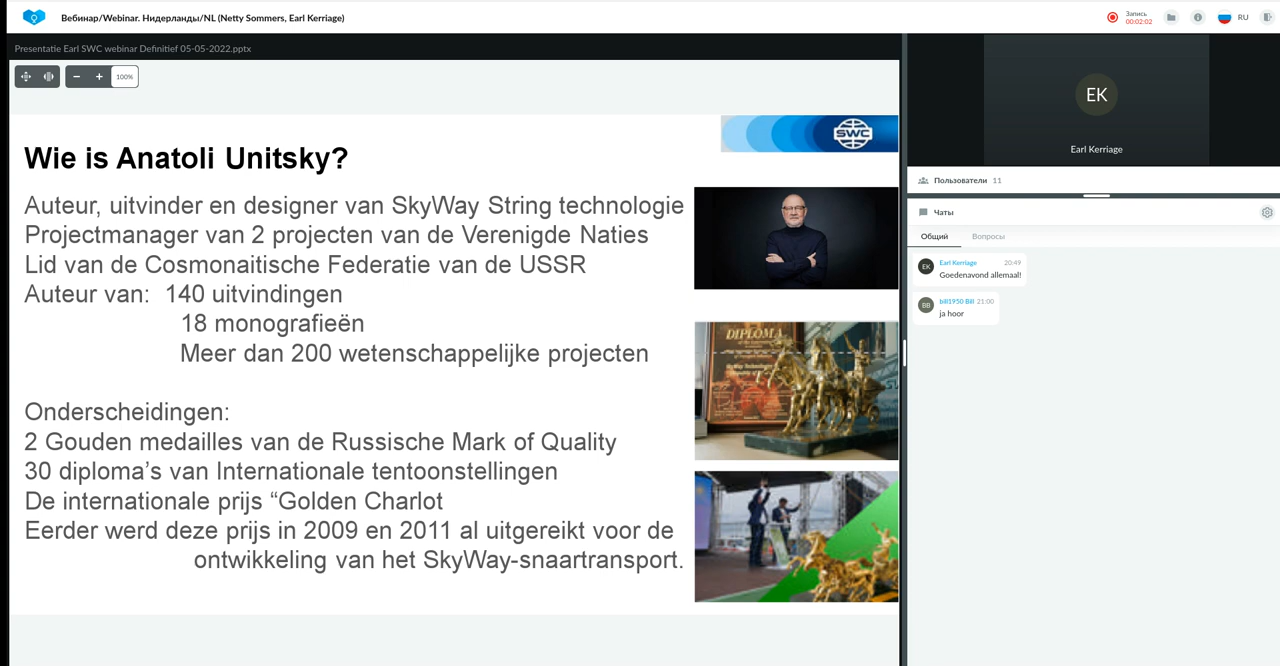 Вебинар/Webinar. Нидерланды/NL (Netty Sommers, Earl Kerriage)
Запись
00:02:02
RU
Presentatie Earl SWC webinar Definitief 05-05-2022.pptx
100%
SWC
Wie is Anatoli Unitsky?
Auteur, uitvinder en designer van SkyWay String technologie
Projectmanager van 2 projecten van de Verenigde Naties
Lid van de Cosmonaitische Federatie van de USSR
Auteur van: 140 uitvindingen
18 monografieën
Meer dan 200 wetenschappelijke projecten
DIPLOMA
Onderscheidingen:
2 Gouden medailles van de Russische Mark of Quality
30 diploma’s van Internationale tentoonstellingen
De internationale prijs “Golden Charlot
Eerder werd deze prijs in 2009 en 2011 al uitgereikt voor de
ontwikkeling van het SkyWay-snaartransport.
EK
Earl Kerriage
Пользователи 11
Чаты
Общий Вопросы
EK
Earl Kerriage 20:49
Goedenavond allemaal!
BB
bill1950 Bill 21:00
ja hoor